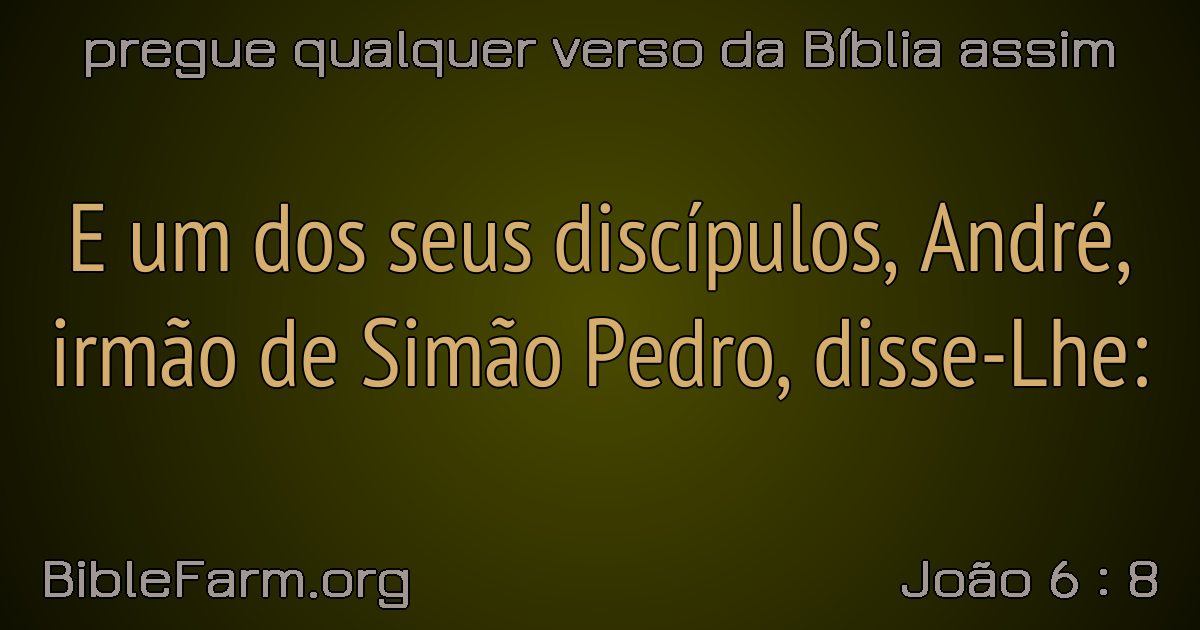 pregue qualquer verso da Bíblia assim
E um dos seus discípulos, André,
irmão de Simão Pedro, disse-Lhe:
BibleFarm.org
João 6 : 8